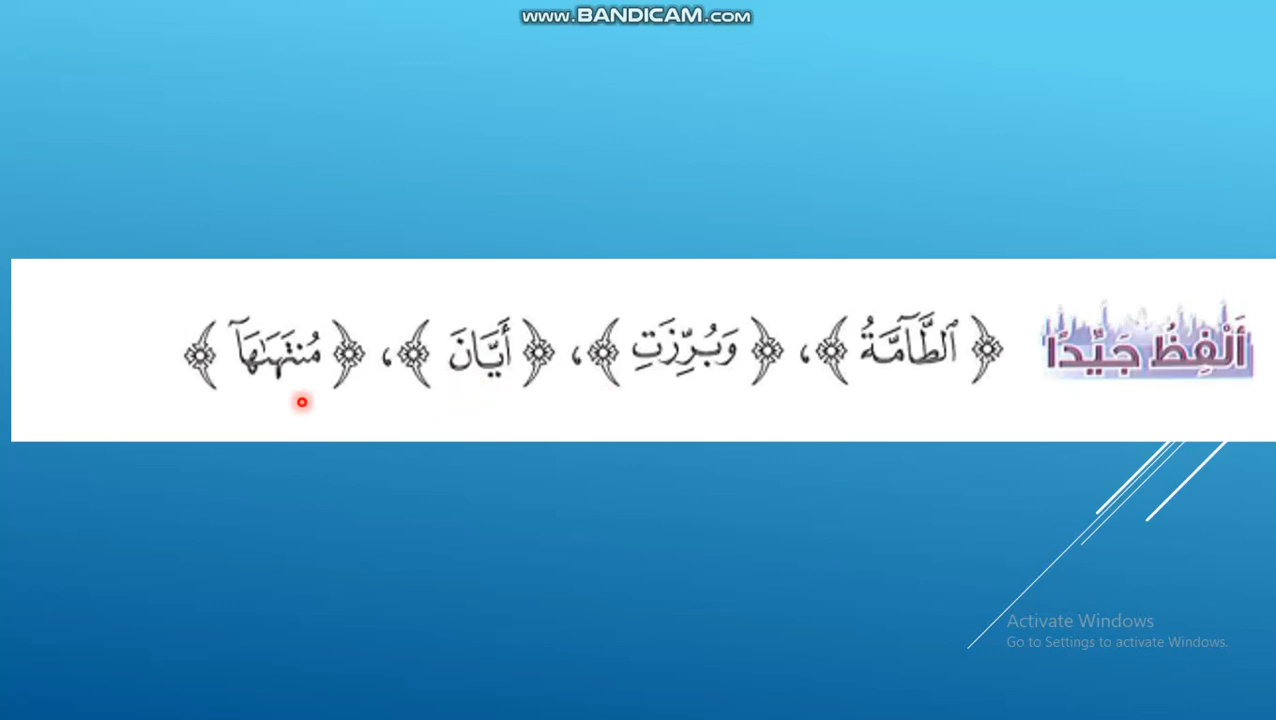 www.BANDICAM.com
أَلْفِظُ جَيِّدًا ﴿ٱلطَّآمَّةُ﴾، ﴿وَبُرِّزَتِ﴾، ﴿أَيَّانَ﴾، ﴿مُنتَهَىٰهَآ﴾
Activate Windows
Go to Settings to activate Windows.